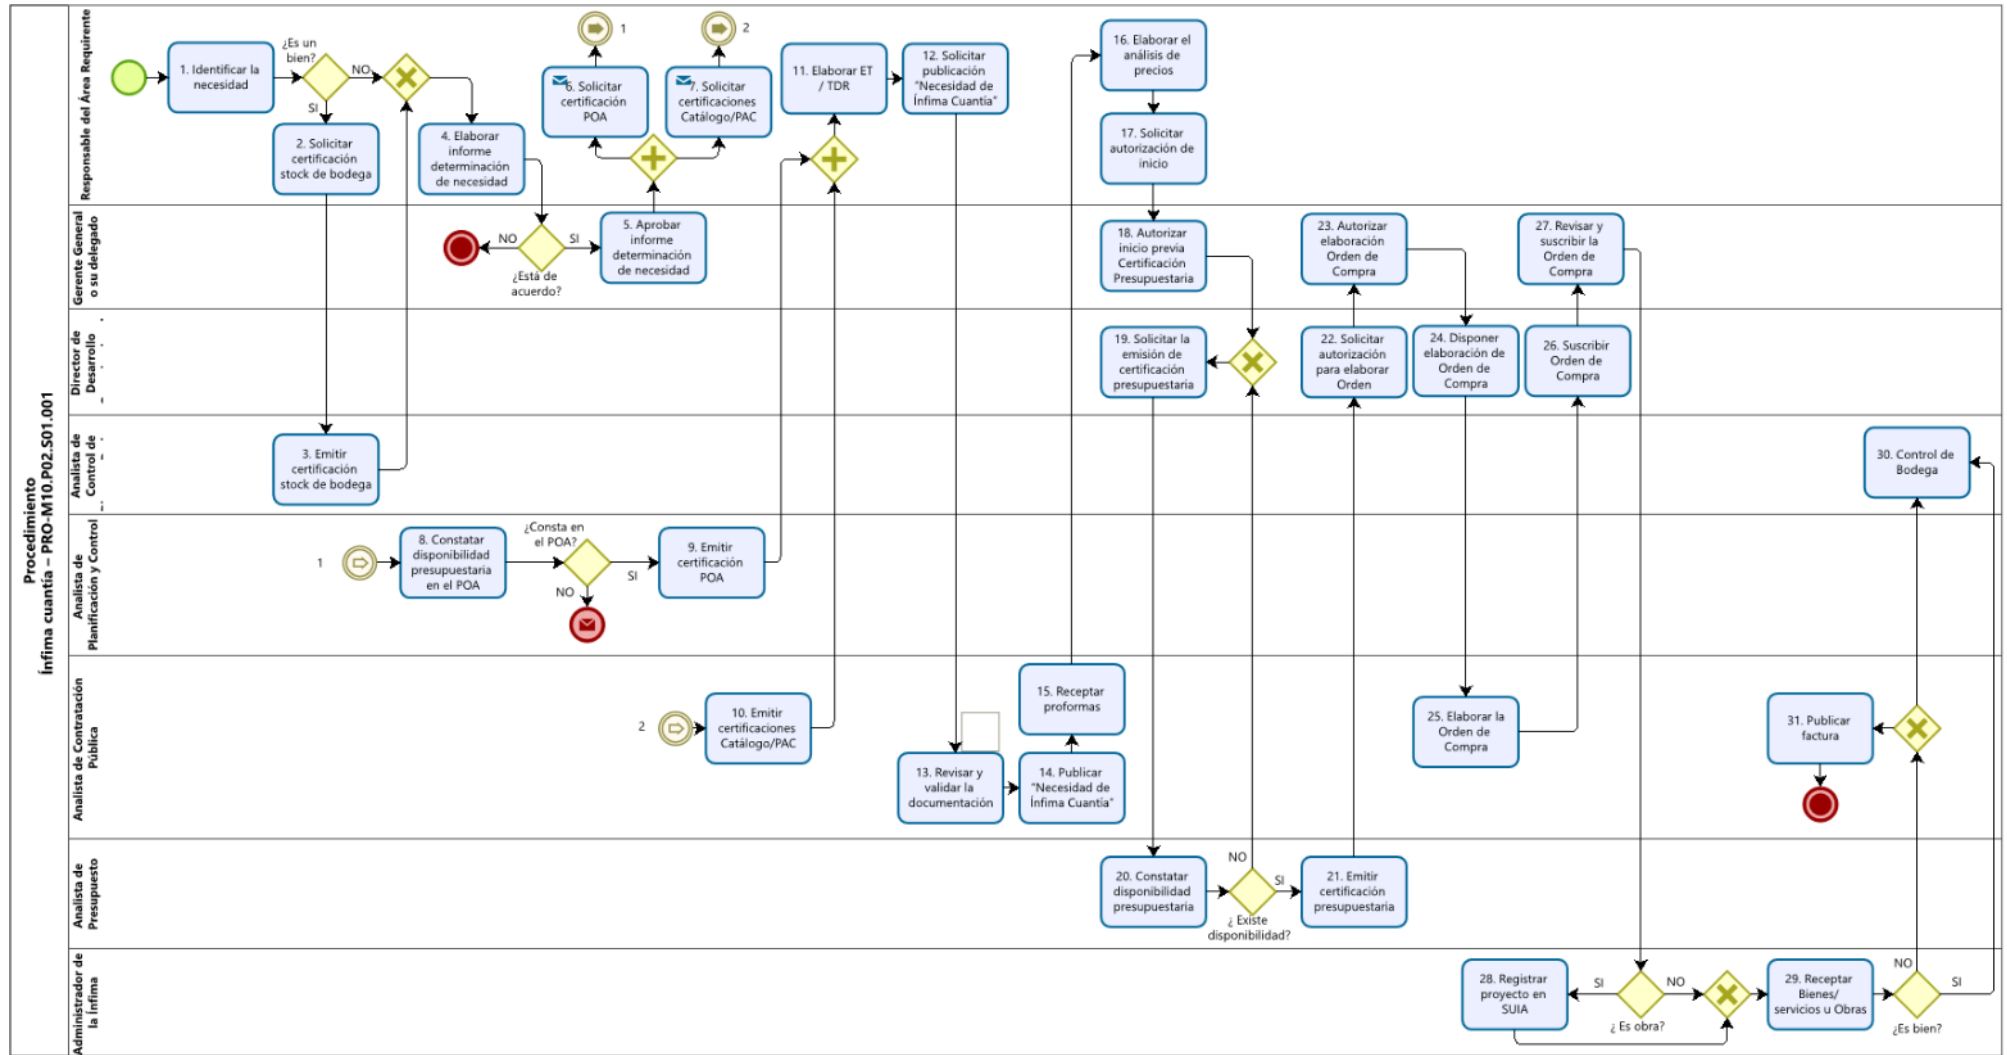 Procedimiento
Ínfima cuantía – PRO-M10.P02.S01.001
Responsable del Área Requirente
1. Identificar la
necesidad
¿Es un
bien?
NO
SI
2. Solicitar
certificación
stock de bodega
4. Elaborar
informe
determinación
de necesidad
1
6. Solicitar
certificación
POA
2
7. Solicitar
certificaciones
Catálogo/PAC
11. Elaborar ET
/ TDR
12. Solicitar
publicación
"Necesidad de
Ínfima Cuantía"
16. Elaborar el
análisis de
precios
17. Solicitar
autorización de
inicio
Gerente General
o su delegado
NO
SI
¿Está de
acuerdo?
5. Aprobar
informe
determinación
de necesidad
18. Autorizar
inicio previa
Certificación
Presupuestaria
23. Autorizar
elaboración
Orden de
Compra
27. Revisar y
suscribir la
Orden de
Compra
Director de
Desarrollo
19. Solicitar la
emisión de
certificación
presupuestaria
22. Solicitar
autorización
para elaborar
Orden
24. Disponer
elaboración de
Orden de
Compra
26. Suscribir
Orden de
Compra
Analista de
Control de
3. Emitir
certificación
stock de bodega
30. Control de
Bodega
Analista de
Planificación y Control
1
8. Constatar
disponibilidad
presupuestaria
en el POA
¿Consta en
el POA?
SI
NO
9. Emitir
certificación
POA
Analista de Contratación
Pública
2
10. Emitir
certificaciones
Catálogo/PAC
13. Revisar y
validar la
documentación
15. Receptar
proformas
14. Publicar
"Necesidad de
Ínfima Cuantía"
25. Elaborar la
Orden de
Compra
31. Publicar
factura
Analista de
Presupuesto
20. Constatar
disponibilidad
presupuestaria
NO
SI
¿ Existe
disponibilidad?
21. Emitir
certificación
presupuestaria
Administrador de
la Ínfima
28. Registrar
proyecto en
SUIA
SI
NO
¿ Es obra?
29. Receptar
Bienes/
servicios u Obras
NO
SI
¿Es bien?